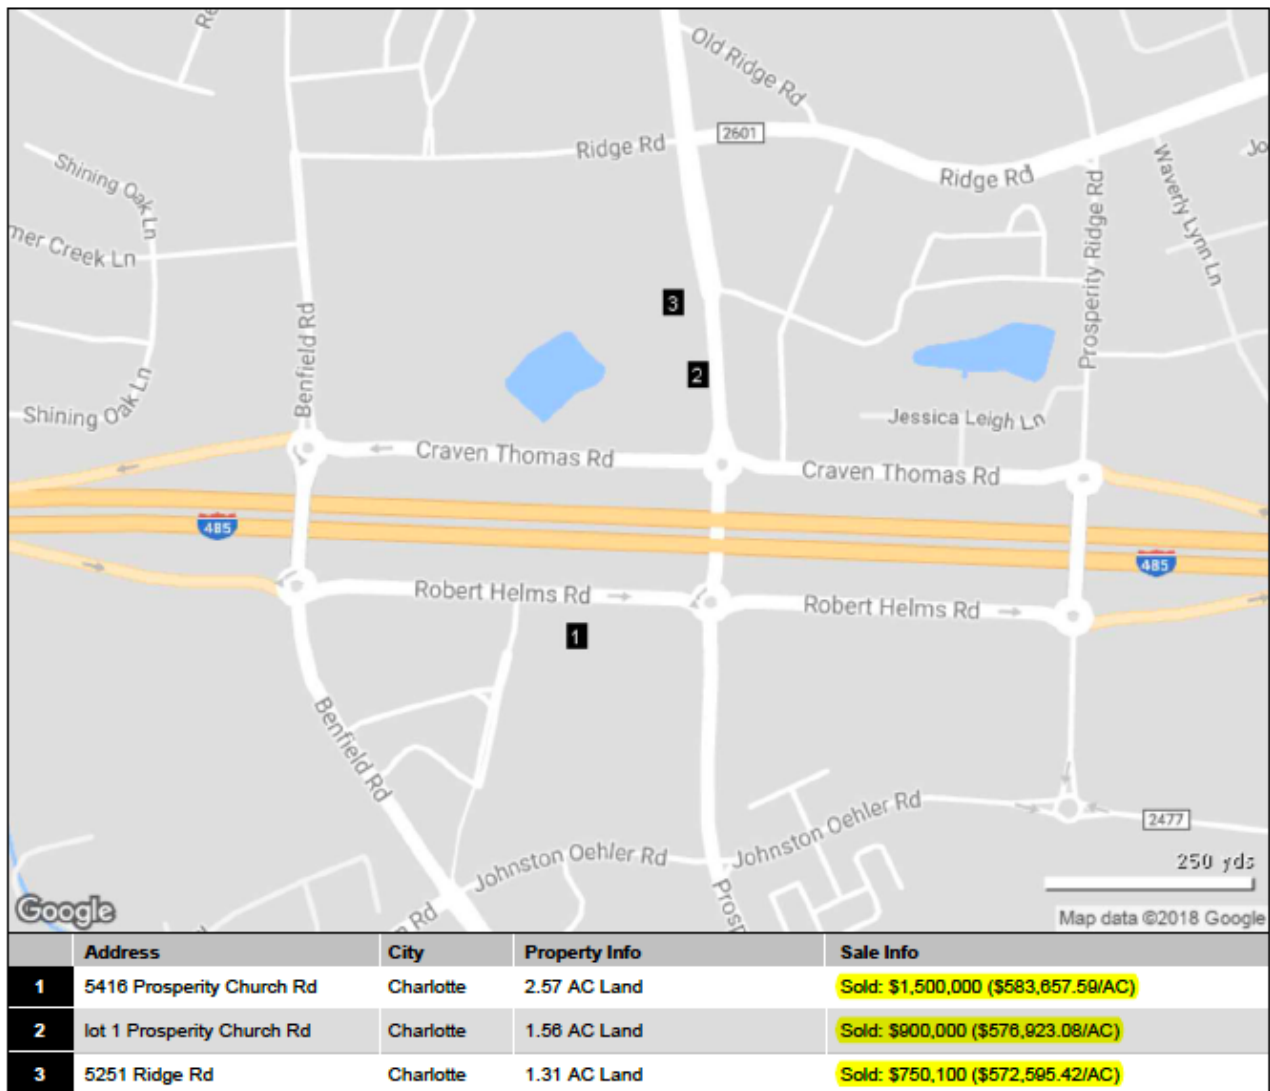 Re
Old Ridge Rd
2601
Ridge Rd
Ridge Rd
Jo
Shining Oak Ln
Waverly Lynn Ln
Prosperity Ridge Rd
mer Creek Ln
3
Benfield Rd
2
Shining Oak Ln
Jessica Leigh Ln
Craven Thomas Rd
Craven Thomas Rd
485
485
Robert Helms Rd
Robert Helms Rd
1
Benfield Rd
Johnston Oehler Rd
2477
Johnston Oehler Rd
250 yds
Prosp
n Rd
Google
Map data ©2018 Google
Address City Property Info Sale Info
1 5416 Prosperity Church Rd Charlotte 2.57 AC Land Sold: $1,500,000 ($583,657.59/AC)
2 lot 1 Prosperity Church Rd Charlotte 1.56 AC Land Sold: $900,000 ($576,923.08/AC)
3 5251 Ridge Rd Charlotte 1.31 AC Land Sold: $750,100 ($572,595.42/AC)